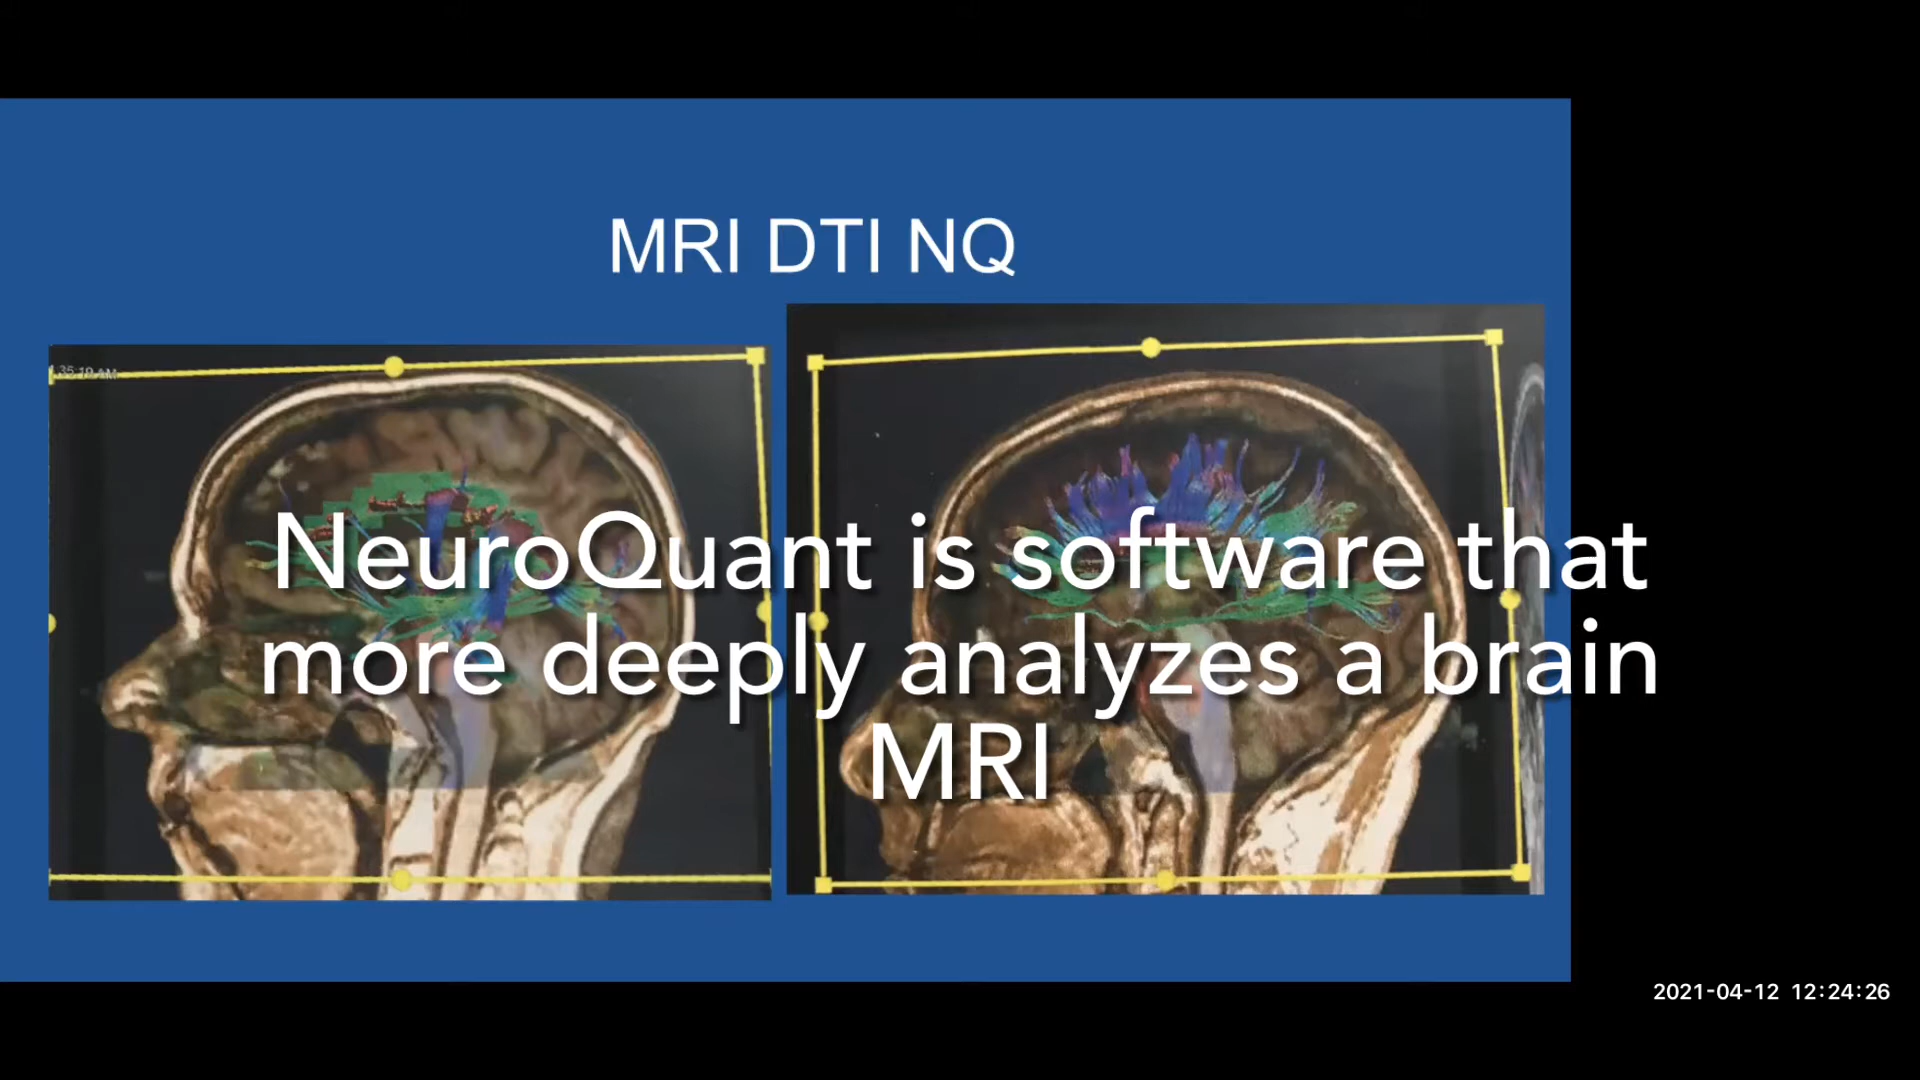 MRI DTI NQ
NeuroQuant is software that
more deeply analyzes a brain
MRI
2021-04-12 12:24:26